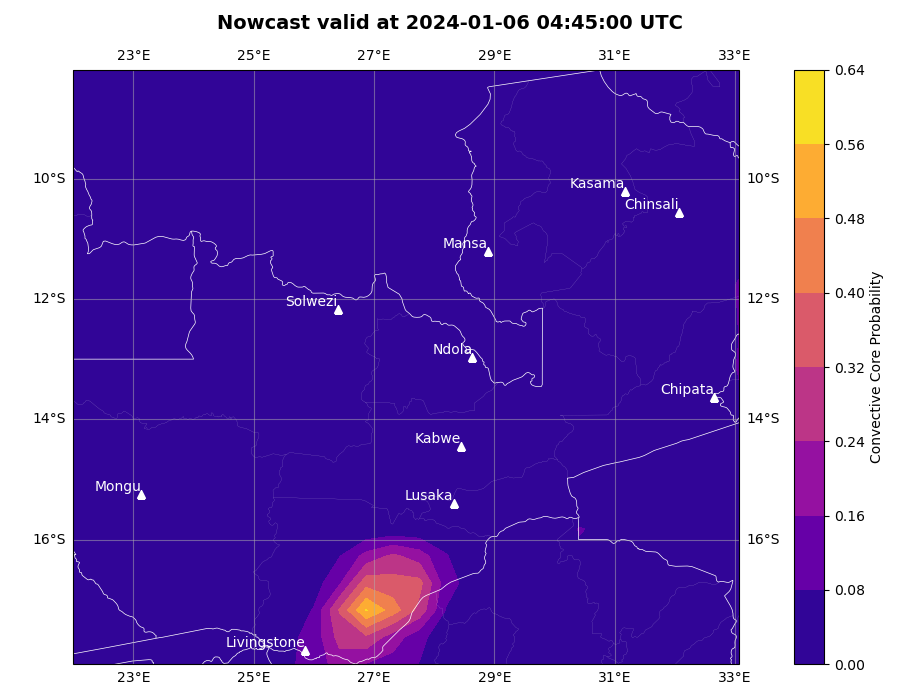 Nowcast valid at 2024-01-06 04:45:00 UTC
23°E 25°E 27°E 29°E 31°E 33°E
0.64
0.56
10°S Kasama 10°S
Chinsali
0.48
Mansa
0.40
12°S Solwezi 12°S
Ndola
0.32
Chipata
14°S 14°S
Convective Core Probability
Kabwe
0.24
Mongu
Lusaka
0.16
16°S 16°S
0.08
Livingstone
0.00
23°E 25°E 27°E 29°E 31°E 33°E